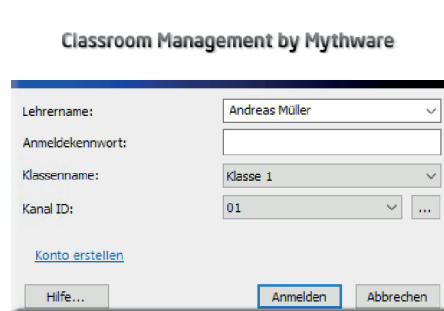 Classroom Management by Mythware
Lehrername: Andreas Müller
Anmeldekennwort:
Klassenname: Klasse 1
Kanal ID: 01 ...
Konto erstellen
Hilfe... Anmelden Abbrechen